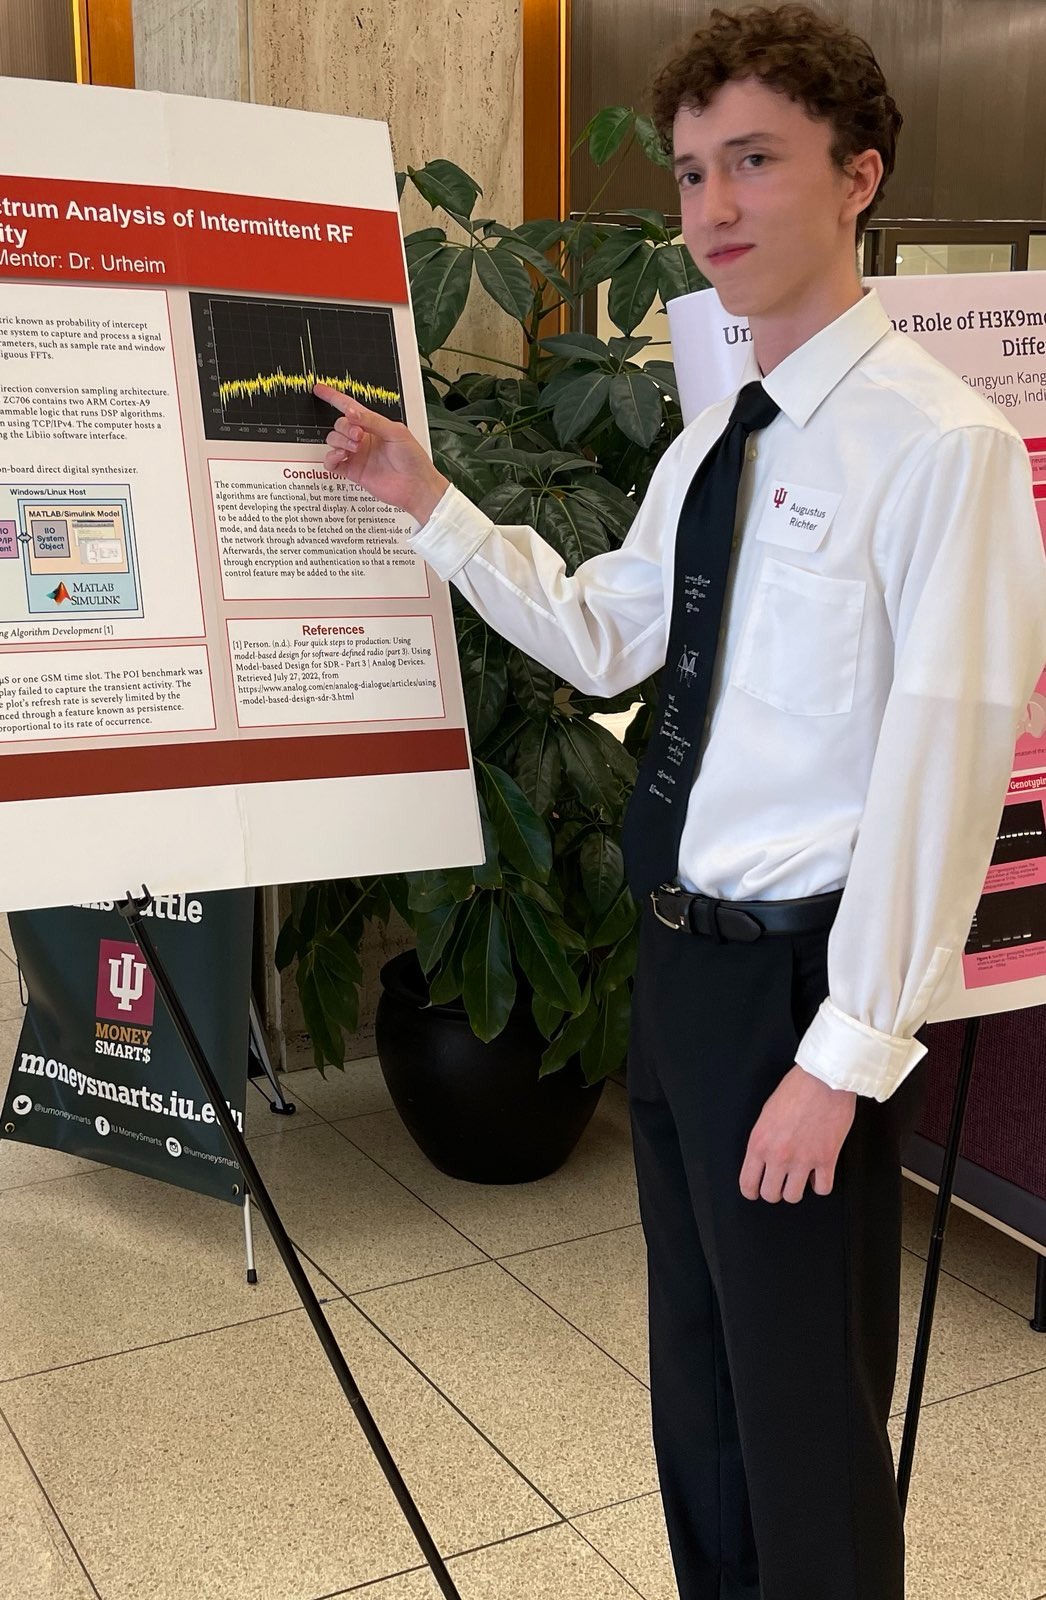 ctrum Analysis of Intermittent RF
ity
Mentor: Dr. Urheim
tric known as probability of intercept
he system to capture and process a signal
rameters, such as sample rate and window
iguous FFTs.
irection conversion sampling architecture.
ZC706 contains two ARM Cortex-A9
ammable logic that runs DSP algorithms.
n using TCP/IPv4. The computer hosts a
ng the Libiio software interface.
on-board direct digital synthesizer.
Windows/Linux Host
MATLAB/Simulink Model
IIO
System
Object
MATLAB
SIMULINK
ng Algorithm Development [1]
µS or one GSM time slot. The POI benchmark was
play failed to capture the transient activity. The
e plot's refresh rate is severely limited by the
nced through a feature known as persistence.
proportional to its rate of occurrence.
Conclusion
The communication channels (e.g. RF, TCP
algorithms are functional, but more time need
spent developing the spectral display. A color code nee
to be added to the plot shown above for persistence
mode, and data needs to be fetched on the client-side of
the network through advanced waveform retrievals.
Afterwards, the server communication should be secure
through encryption and authentication so that a remote
control feature may be added to the site.
References
[1] Person. (n.d.). Four quick steps to production: Using
model-based design for software-defined radio (part 3). Using
Model-based Design for SDR - Part 3 | Analog Devices.
Retrieved July 27, 2022, from
https://www.analog.com/en/analog-dialogue/articles/using
-model-based-design-sdr-3.html
Augustus
Richter
Un
he Role of H3K9me
Diffe
Sungyun Kang
iology, Indi
Genotypin
MONEY
SMART$
moneysmarts.iu.edu
@iumoneysmarts
IU MoneySmarts
@iumoneysmarts